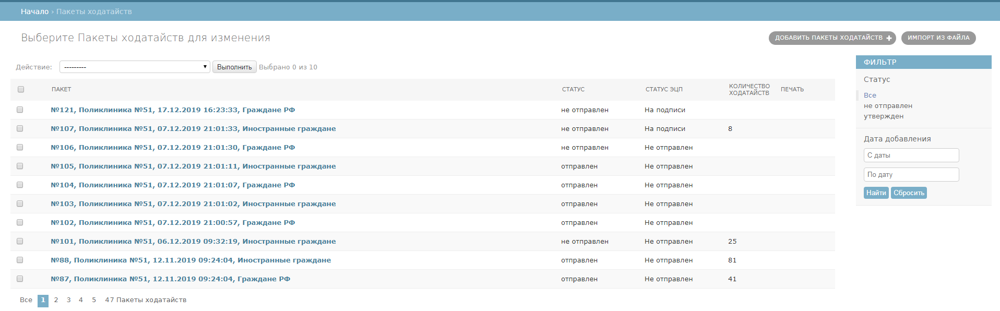 Начало › Пакеты ходатайств
Выберите Пакеты ходатайств для изменения
ДОБАВИТЬ ПАКЕТЫ ХОДАТАЙСТВ +
ИМПОРТ ИЗ ФАЙЛА
Действие: --------- Выполнить Выбрано 0 из 10
ПАКЕТ СТАТУС СТАТУС ЭЦП КОЛИЧЕСТВО ХОДАТАЙСТВ ПЕЧАТЬ
№121, Поликлиника №51, 17.12.2019 16:23:33, Граждане РФ не отправлен На подписи
№107, Поликлиника №51, 07.12.2019 21:01:33, Иностранные граждане не отправлен На подписи 8
№106, Поликлиника №51, 07.12.2019 21:01:30, Граждане РФ не отправлен Не отправлен
№105, Поликлиника №51, 07.12.2019 21:01:11, Иностранные граждане отправлен Не отправлен
№104, Поликлиника №51, 07.12.2019 21:01:07, Граждане РФ отправлен Не отправлен
№103, Поликлиника №51, 07.12.2019 21:01:02, Иностранные граждане отправлен Не отправлен
№102, Поликлиника №51, 07.12.2019 21:00:57, Граждане РФ отправлен Не отправлен
№101, Поликлиника №51, 06.12.2019 09:32:19, Иностранные граждане не отправлен Не отправлен 25
№88, Поликлиника №51, 12.11.2019 09:24:04, Иностранные граждане отправлен Не отправлен 81
№87, Поликлиника №51, 12.11.2019 09:24:04, Граждане РФ отправлен Не отправлен 41
Все 1 2 3 4 5 47 Пакеты ходатайств
ФИЛЬТР
Статус
Все
не отправлен
утвержден
Дата добавления
С даты
По дату
Найти Сбросить